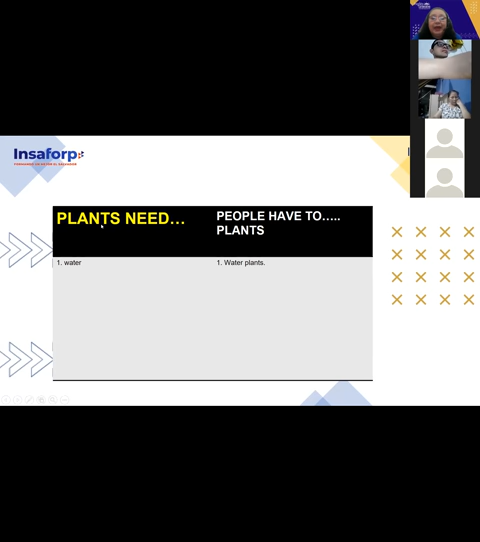 Insaforp
PLANTS NEED…
PEOPLE HAVE TO…..
PLANTS
1. water
1. Water plants.